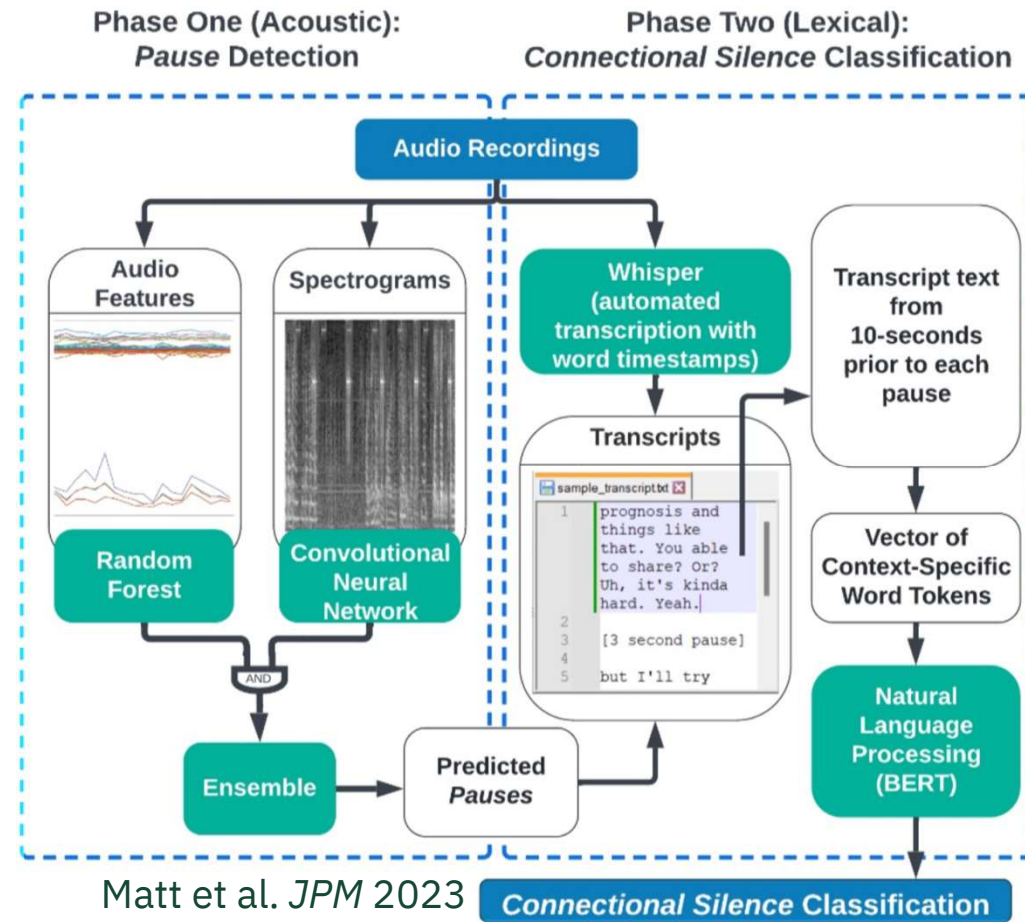 Phase One (Acoustic):
Pause Detection
Phase Two (Lexical):
Connectional Silence Classification
Audio Recordings
Audio
Features
Spectrograms
Random
Forest
Convolutional
Neural
Network
AND
Ensemble
Predicted
Pauses
Whisper
(automated
transcription with
word timestamps)
Transcripts
sample_transcript.txt
1 prognosis and
things like
that. You able
to share? Or?
Uh, it's kinda
hard. Yeah.
2
3 [3 second pause]
4
5 but I'll try
Transcript text
from
10-seconds
prior to each
pause
Vector of
Context-Specific
Word Tokens
Natural
Language
Processing
(BERT)
Matt et al. JPM 2023
Connectional Silence Classification